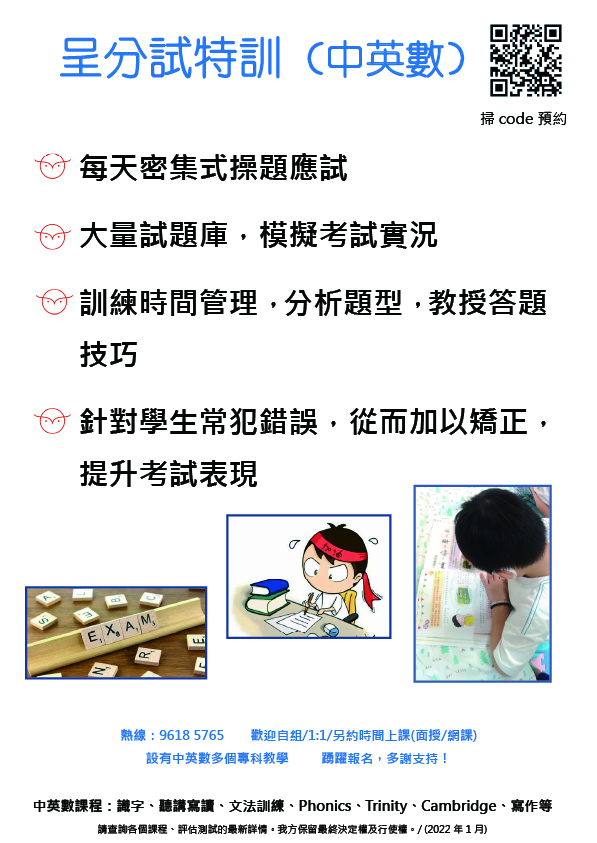 呈分試特訓（中英數）
掃 code 預約
每天密集式操題應試
大量試題庫，模擬考試實況
訓練時間管理，分析題型，教授答題
技巧
針對學生常犯錯誤，從而加以矯正，
提升考試表現
EXAM
熱線：9618 5765 歡迎自組/1:1/另約時間上課(面授/網課)
設有中英數多個專科教學 踴躍報名，多謝支持！
中英數課程：識字、聽講寫讀、文法訓練、Phonics、Trinity、Cambridge、寫作等
請查詢各個課程、評估測試的最新詳情。我方保留最終決定權及行使權。/ (2022 年 1 月)